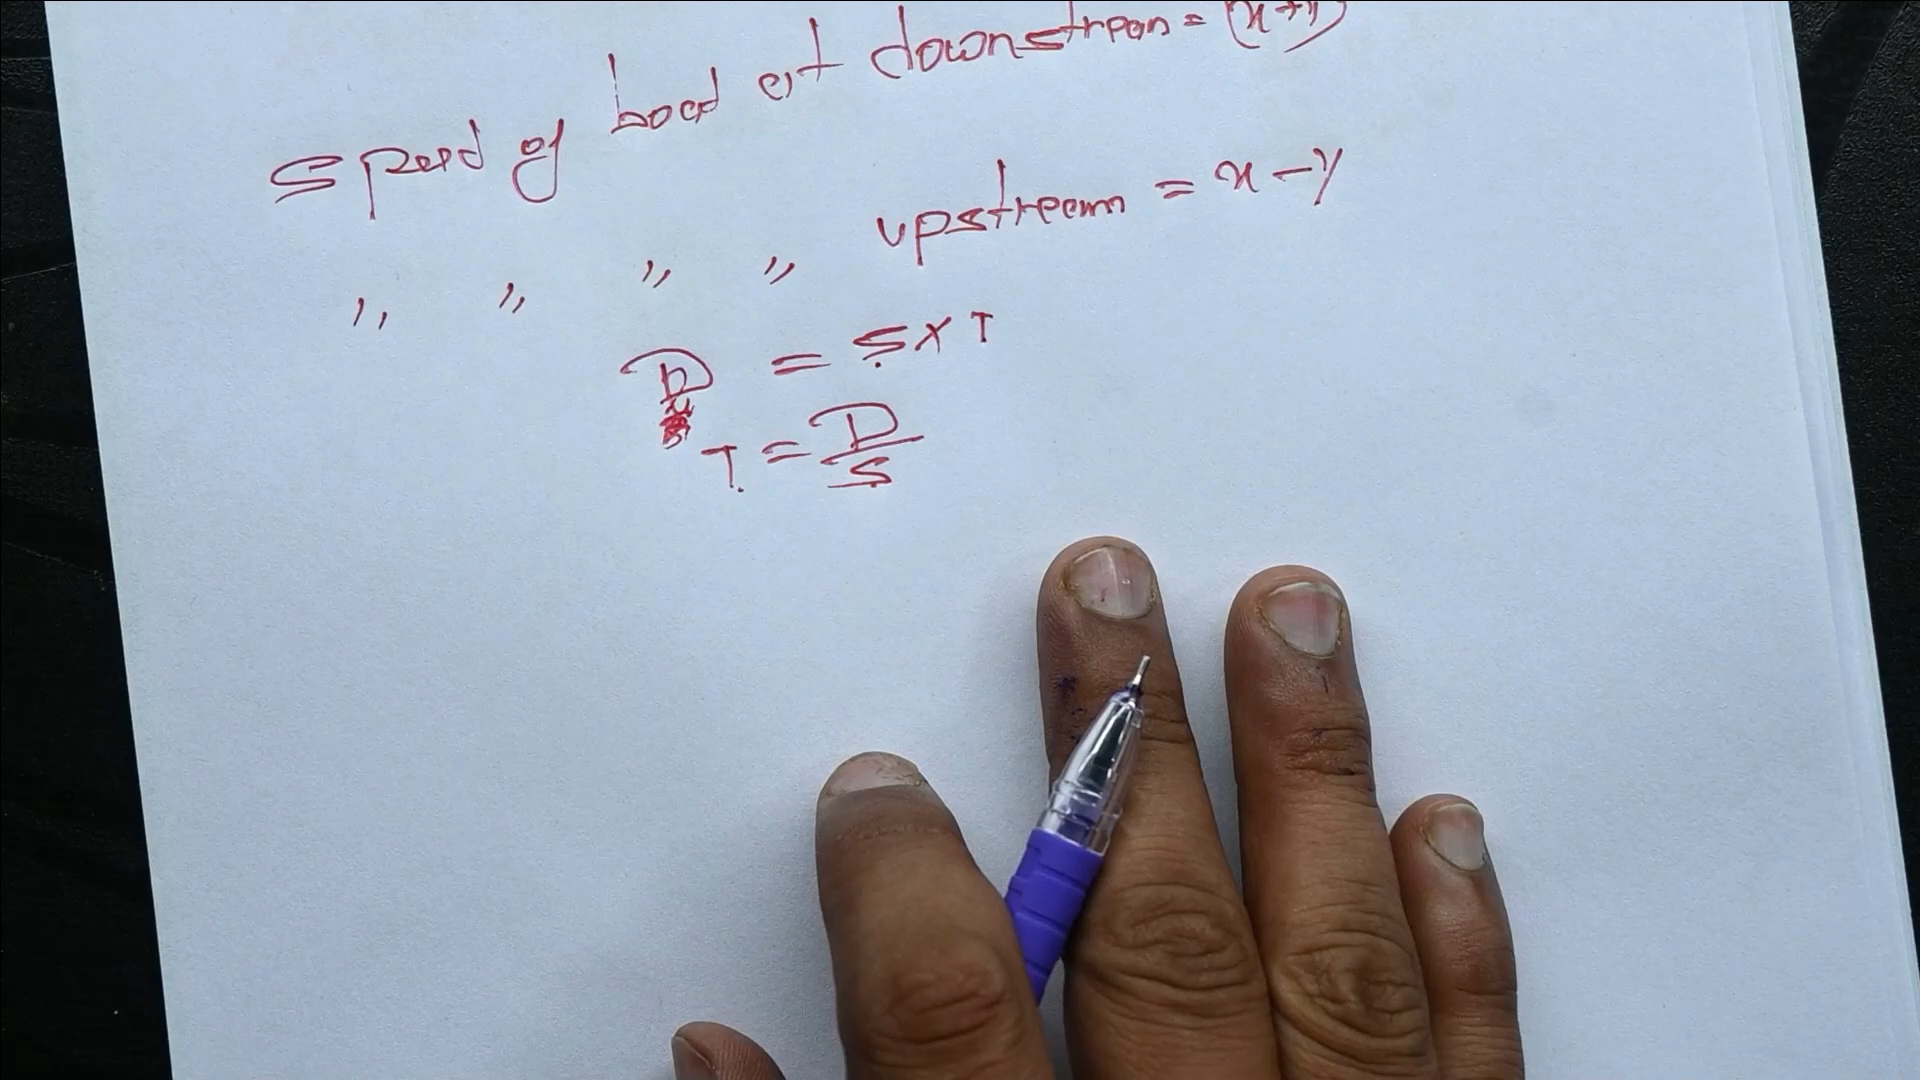 Speed of boat at downstream = (x+y)
,, ,, ,, ,, upstream = x-y
D = S×T
T = D/S